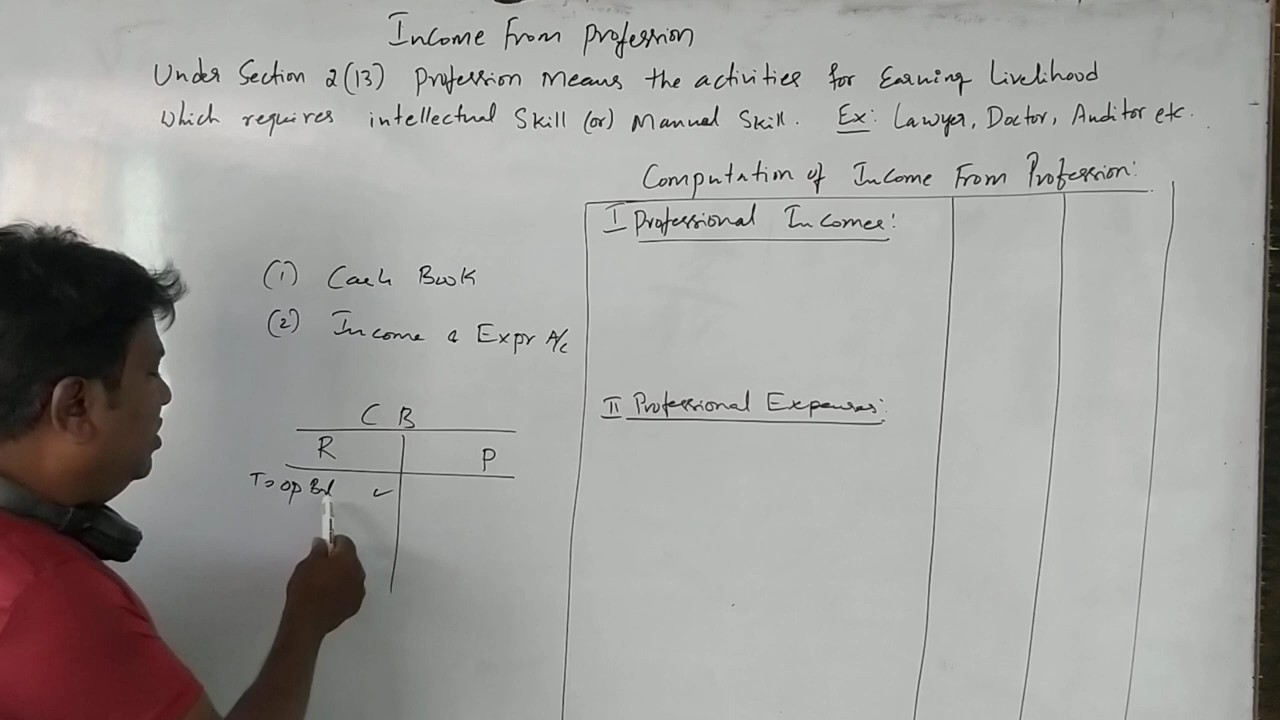 Income From Profession
Under Section 2(13) Profession Means the activities for Earning Livelihood
Which requires intellectual Skill (or) Manual Skill. Ex: Lawyer, Doctor, Auditor etc.
Computation of Income From Profession:
I Professional Incomes:
(1) Cash Book
(2) Income & Expr A/c
II Professional Expenses:
C B
R P
To op Bal ✓